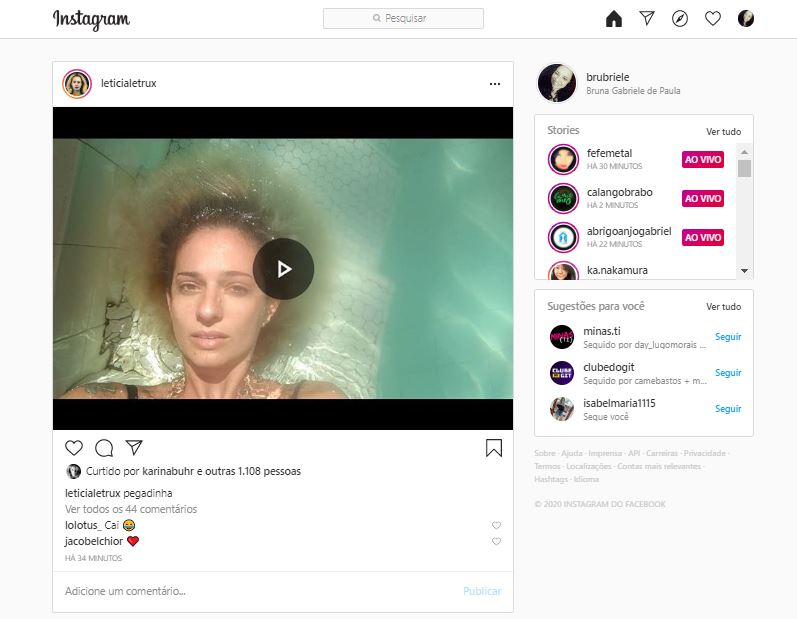 Instagram
Pesquisar
leticialetrux
Curtido por karinabuhr e outras 1.108 pessoas
leticialetrux pegadinha
Ver todos os 44 comentários
lolotus_ Caí 😂
jacobelchior ❤️
HÁ 34 MINUTOS
Adicione um comentário... Publicar
brubriele
Bruna Gabriele de Paula
Stories Ver tudo
fefemetal
HÁ 30 MINUTOS
AO VIVO
calangobrabo
HÁ 2 MINUTOS
AO VIVO
abrigoanjogabriel
HÁ 22 MINUTOS
AO VIVO
ka.nakamura
Sugestões para você Ver tudo
minas.ti
Seguido por day_lugomorais ...
Seguir
clubedogit
Seguido por camebastos + m...
Seguir
isabelmaria1115
Segue você
Seguir
Sobre · Ajuda · Imprensa · API · Carreiras · Privacidade ·
Termos · Localizações · Contas mais relevantes ·
Hashtags · Idioma
© 2020 INSTAGRAM DO FACEBOOK